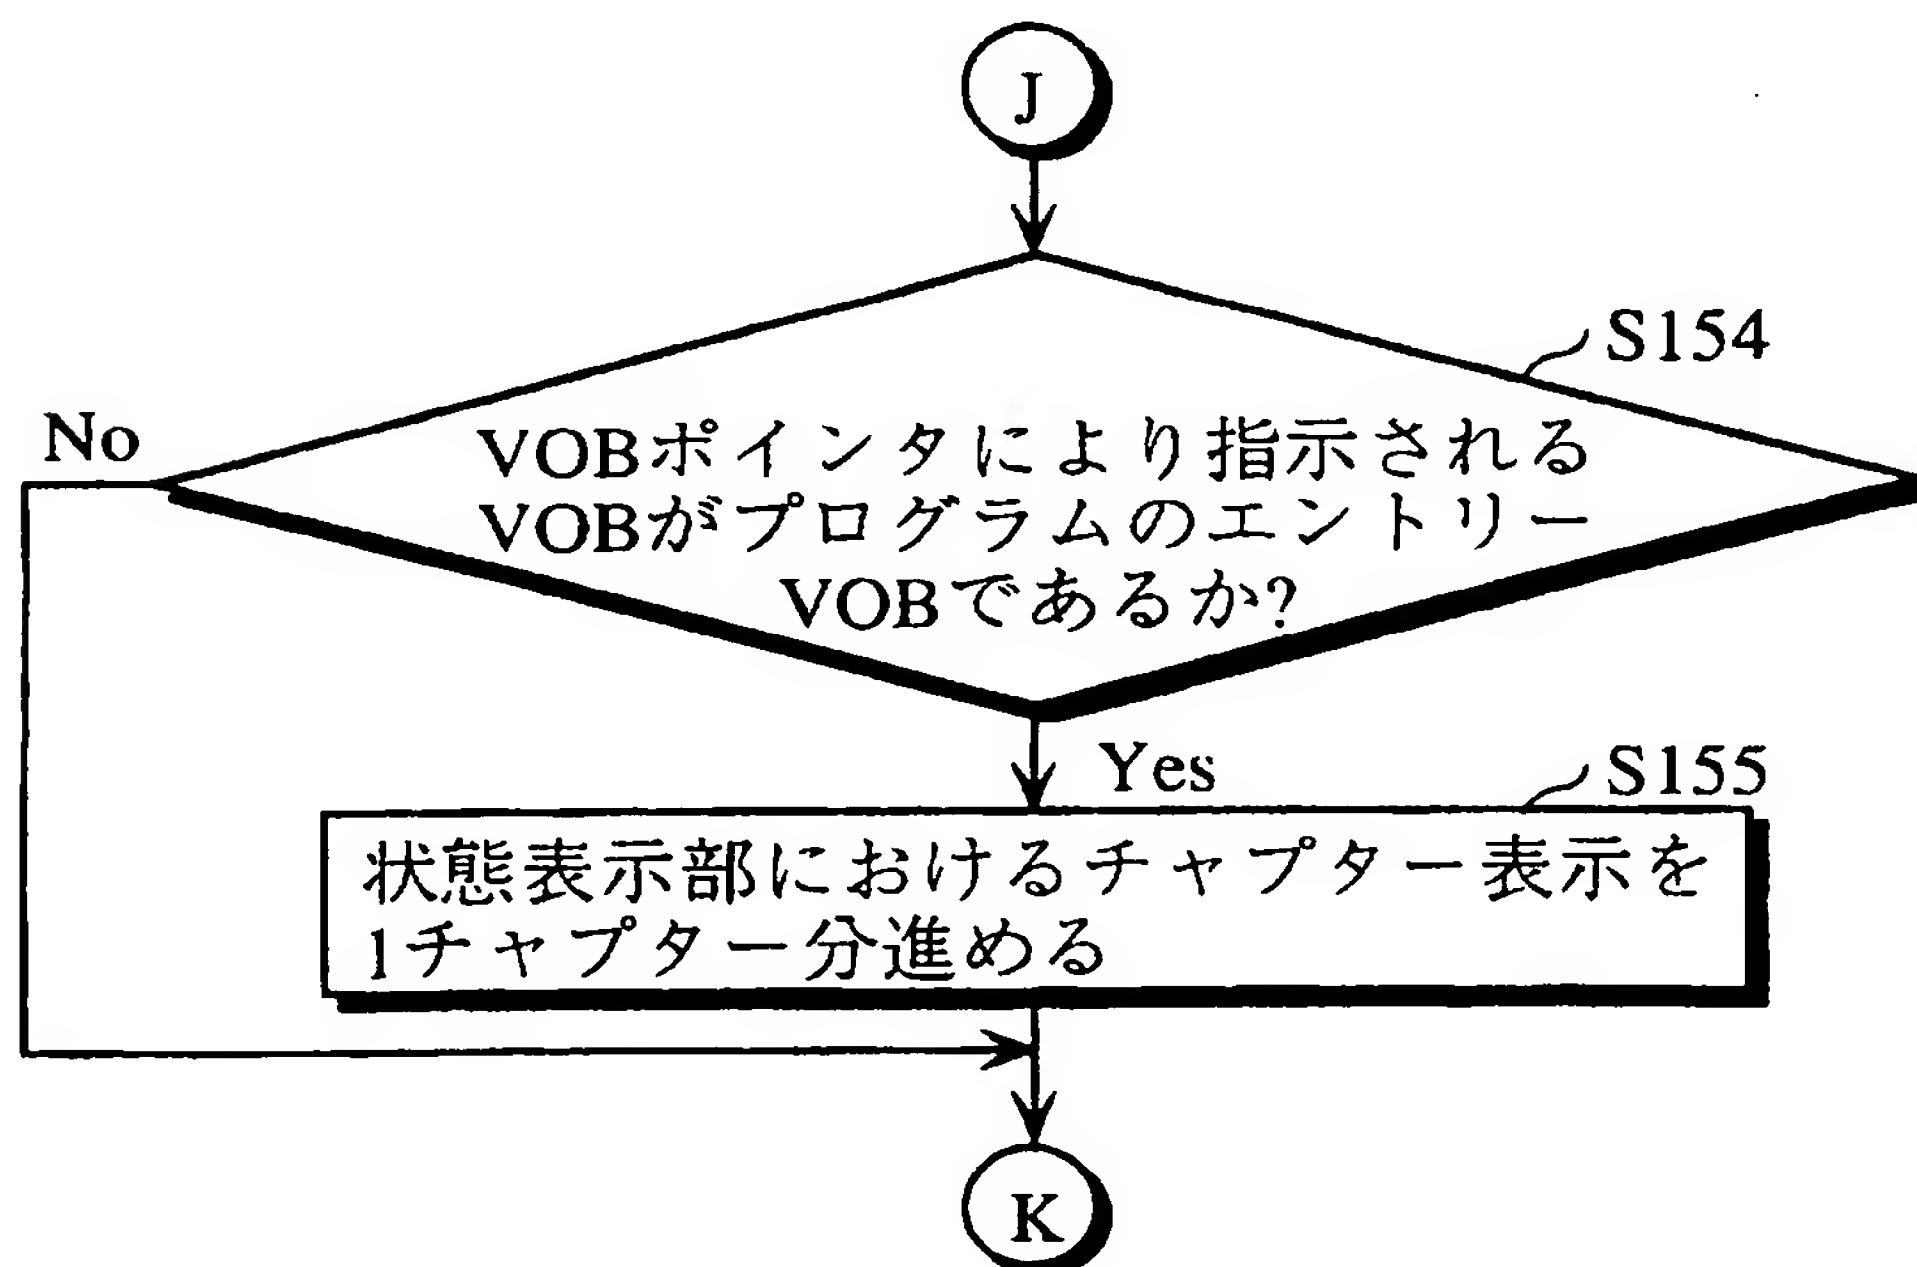 J
S154
No
VOBポインタにより指示される
VOBがプログラムのエントリー
VOBであるか?
Yes
S155
状態表示部におけるチャプター表示を
1チャプター分進める
K